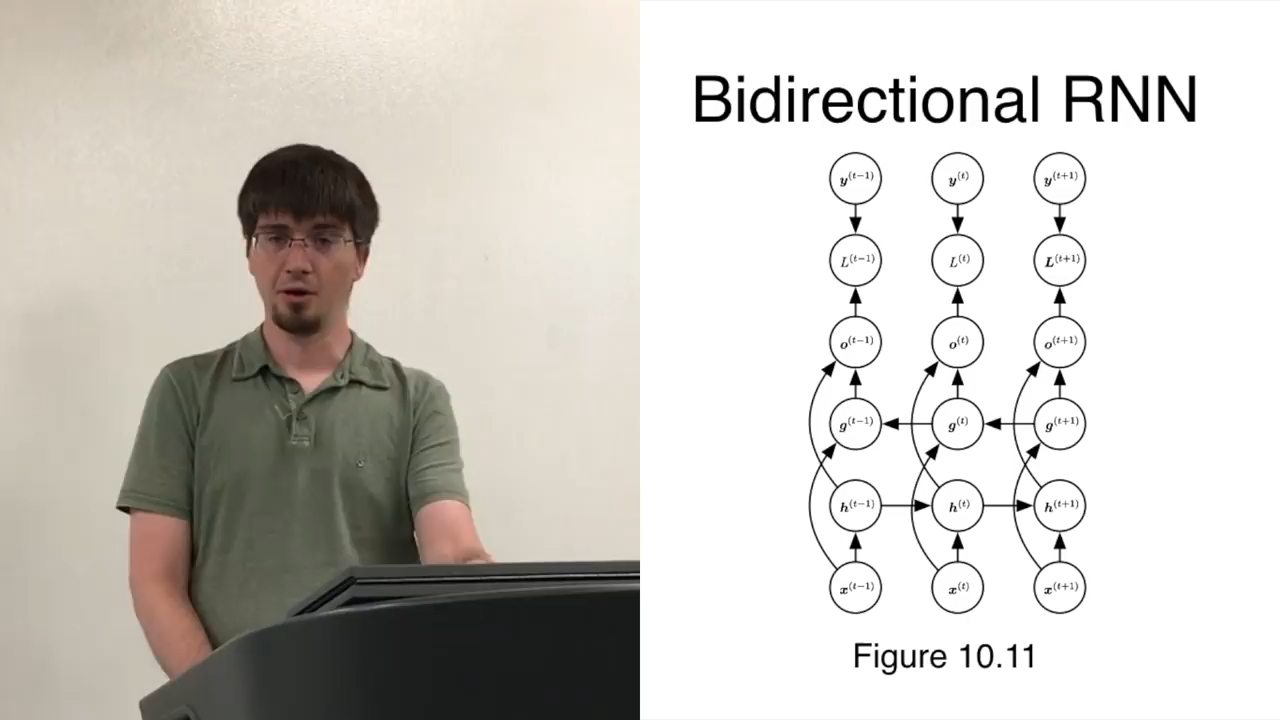 Bidirectional RNN
y^(t−1) y^(t) y^(t+1)
L^(t−1) L^(t) L^(t+1)
o^(t−1) o^(t) o^(t+1)
g^(t−1) g^(t) g^(t+1)
h^(t−1) h^(t) h^(t+1)
x^(t−1) x^(t) x^(t+1)
Figure 10.11